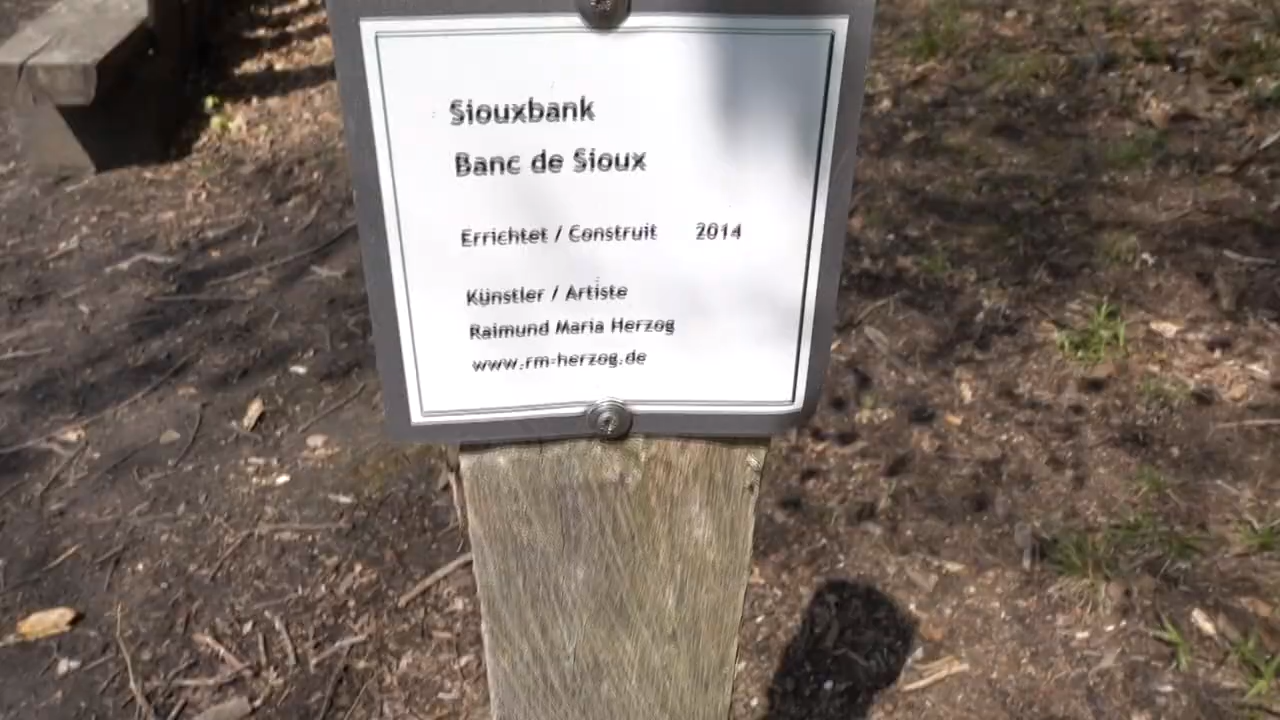 Siouxbank
Banc de Sioux
Errichtet / Construit 2014
Künstler / Artiste
Raimund Maria Herzog
www.rm-herzog.de